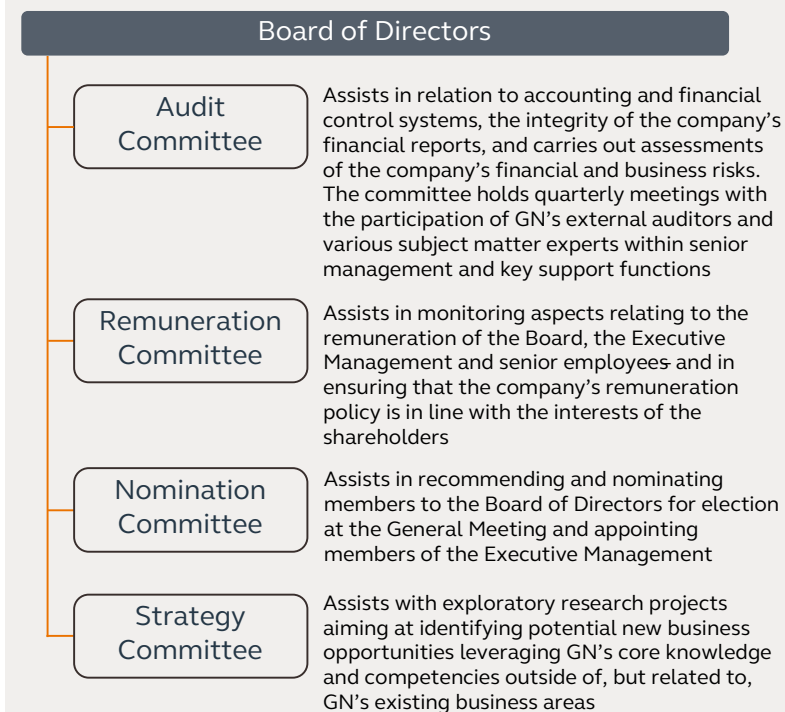 Board of Directors
Audit
Committee
Assists in relation to accounting and financial
control systems, the integrity of the company’s
financial reports, and carries out assessments
of the company’s financial and business risks.
The committee holds quarterly meetings with
the participation of GN’s external auditors and
various subject matter experts within senior
management and key support functions
Remuneration
Committee
Assists in monitoring aspects relating to the
remuneration of the Board, the Executive
Management and senior employees- and in
ensuring that the company’s remuneration
policy is in line with the interests of the
shareholders
Nomination
Committee
Assists in recommending and nominating
members to the Board of Directors for election
at the General Meeting and appointing
members of the Executive Management
Strategy
Committee
Assists with exploratory research projects
aiming at identifying potential new business
opportunities leveraging GN’s core knowledge
and competencies outside of, but related to,
GN’s existing business areas